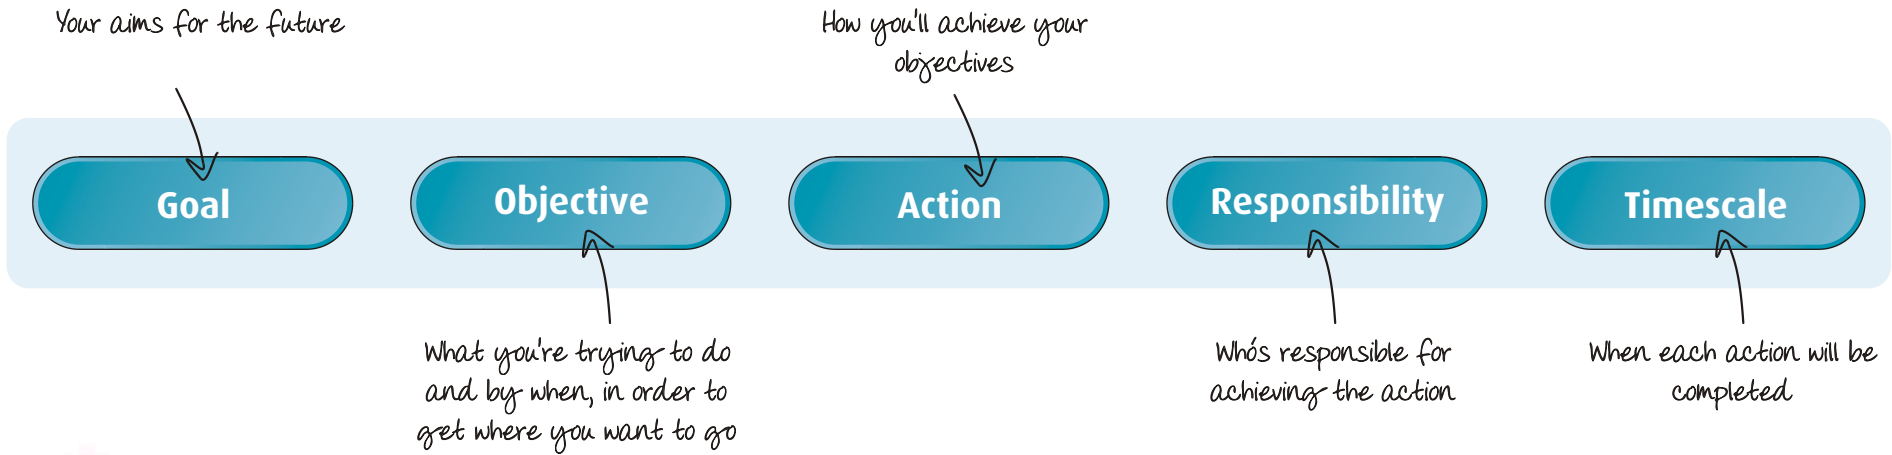 Your aims for the future
How you'll achieve your
objectives
Goal
Objective
Action
Responsibility
Timescale
What you're trying to do
and by when, in order to
get where you want to go
Who's responsible for
achieving the action
When each action will be
completed